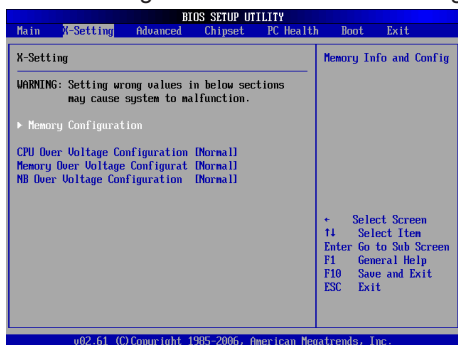 BIOS SETUP UTILITY
Main X-Setting Advanced Chipset PC Health Boot Exit
X-Setting
WARNING: Setting wrong values in below sections
may cause system to malfunction.
Memory Configuration
CPU Over Voltage Configuration [Normal]
Memory Over Voltage Configurat [Normal]
NB Over Voltage Configuration [Normal]
Memory Info and Config
← Select Screen
↑↓ Select Item
Enter Go to Sub Screen
F1 General Help
F10 Save and Exit
ESC Exit
v02.61 (C)Copyright 1985-2006, American Megatrends, Inc.